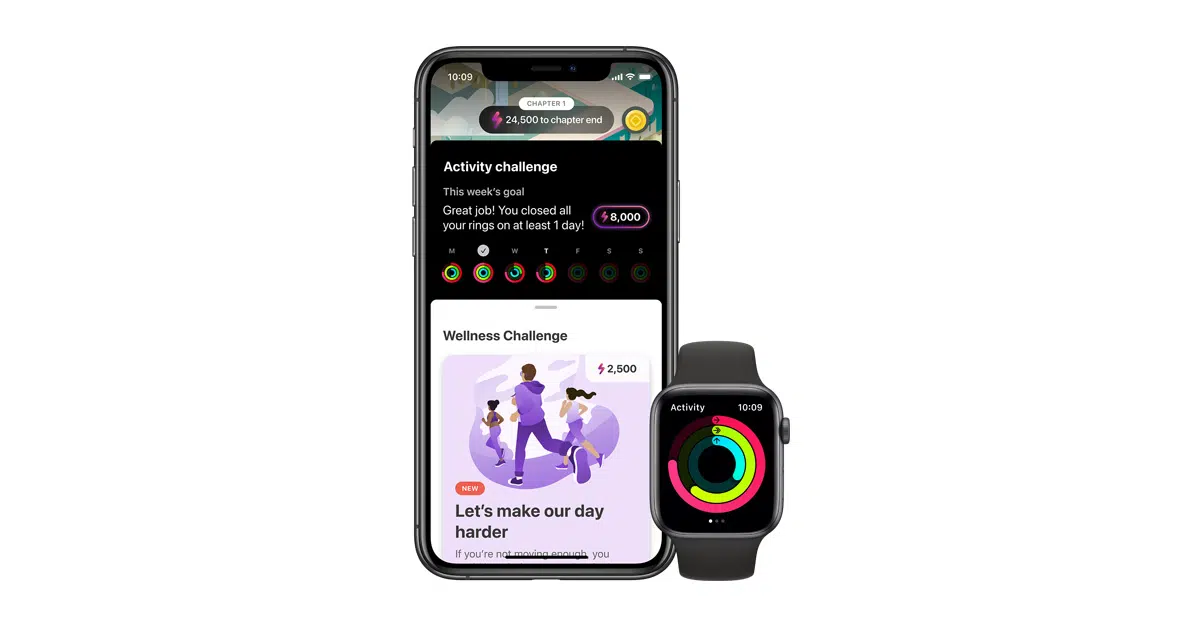 10:09
CHAPTER 1
24,500 to chapter end
Activity challenge
This week's goal
Great job! You closed all
your rings on at least 1 day!
8,000
M W T F S S
Wellness Challenge
2,500
NEW
Let's make our day
harder
If you're not moving enough, you
Activity 10:09